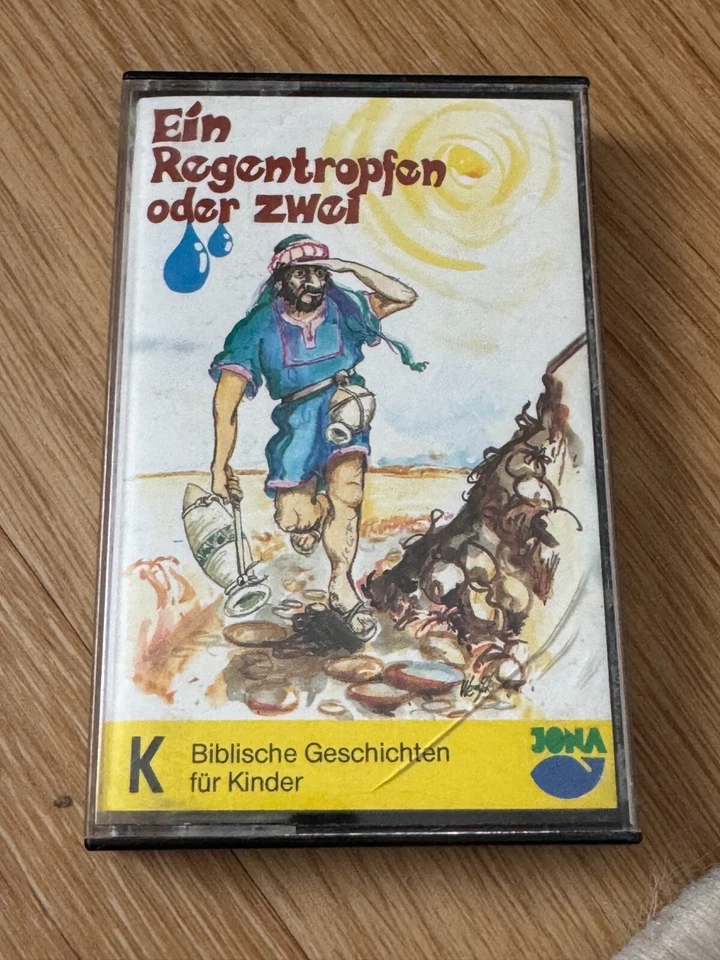 Ein
Regentropfen
oder zwei
K
Biblische Geschichten
für Kinder
JONA